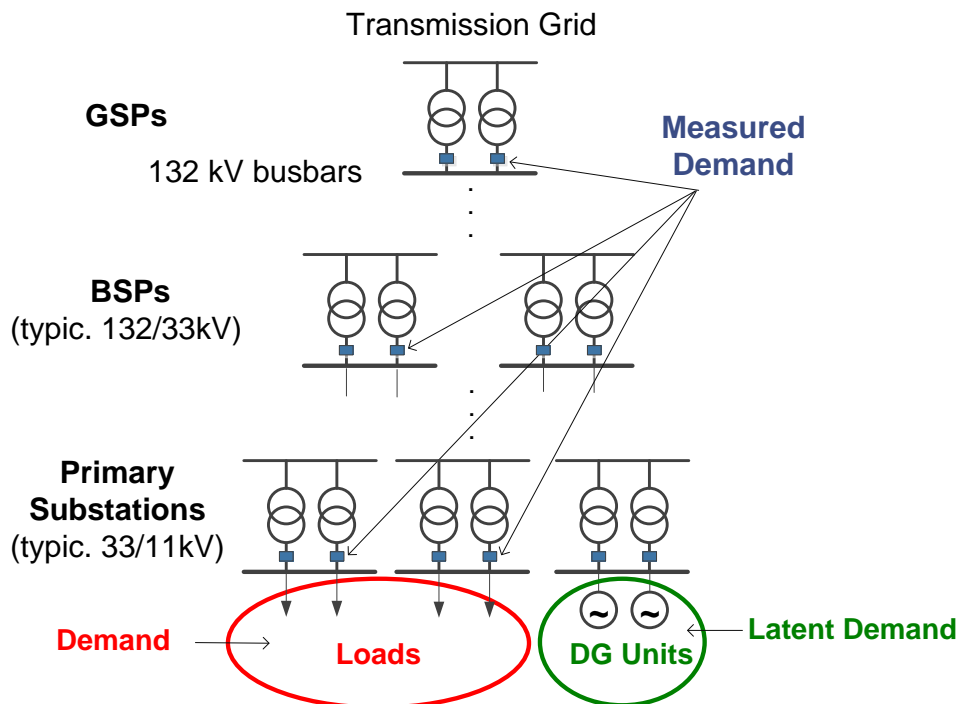 Transmission Grid
GSPs
132 kV busbars
Measured
Demand
BSPs
(typic. 132/33kV)
Primary
Substations
(typic. 33/11kV)
~ ~
Demand
Loads
DG Units
Latent Demand